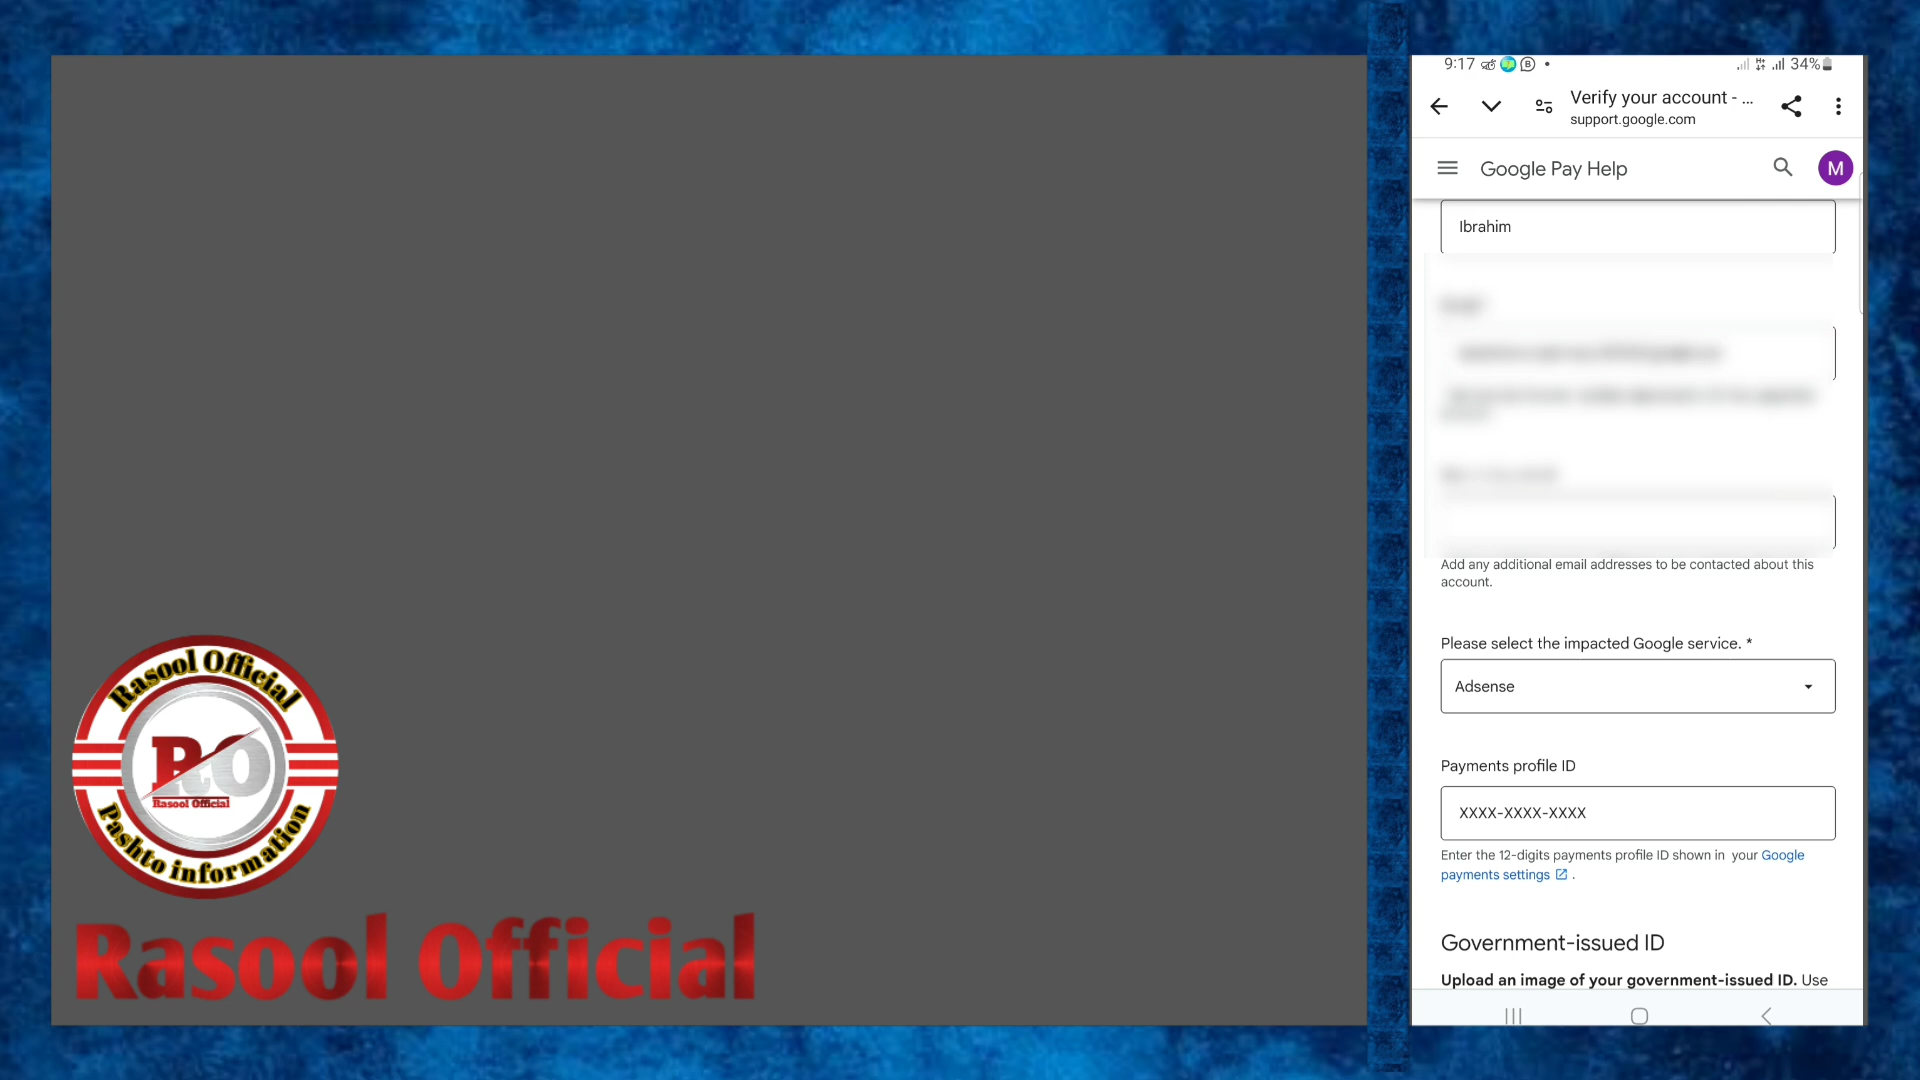 Rasool Official
RO
Rasool Official
Pashto information
Rasool Official
9:17
B
34%
Verify your account - ...
support.google.com
Google Pay Help
M
Ibrahim
Add any additional email addresses to be contacted about this
account.
Please select the impacted Google service. *
Adsense
Payments profile ID
XXXX-XXXX-XXXX
Enter the 12-digits payments profile ID shown in your Google
payments settings .
Government-issued ID
Upload an image of your government-issued ID. Use